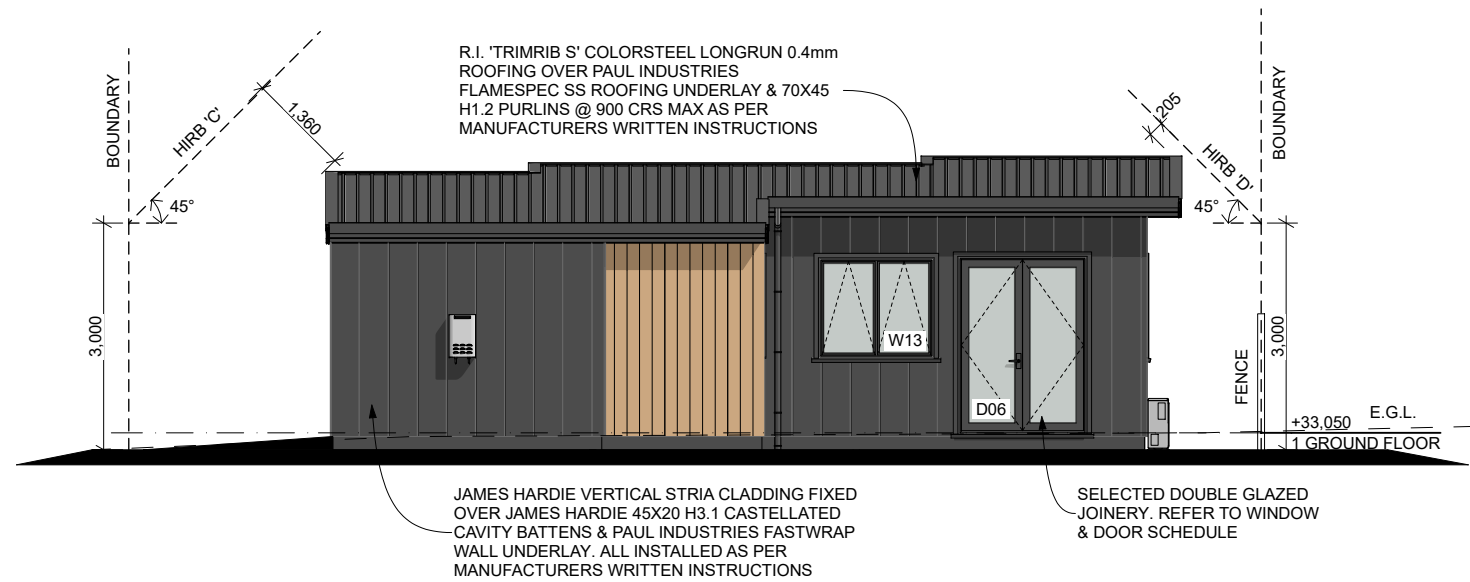 R.I. 'TRIMRIB S' COLORSTEEL LONGRUN 0.4mm
ROOFING OVER PAUL INDUSTRIES
FLAMESPEC SS ROOFING UNDERLAY & 70X45
H1.2 PURLINS @ 900 CRS MAX AS PER
MANUFACTURERS WRITTEN INSTRUCTIONS
BOUNDARY
HIRB 'C'
1,360
45°
3,000
205
HIRB 'D'
BOUNDARY
45°
3,000
W13
D06
FENCE
E.G.L.
+33,050
1 GROUND FLOOR
JAMES HARDIE VERTICAL STRIA CLADDING FIXED
OVER JAMES HARDIE 45X20 H3.1 CASTELLATED
CAVITY BATTENS & PAUL INDUSTRIES FASTWRAP
WALL UNDERLAY. ALL INSTALLED AS PER
MANUFACTURERS WRITTEN INSTRUCTIONS
SELECTED DOUBLE GLAZED
JOINERY. REFER TO WINDOW
& DOOR SCHEDULE